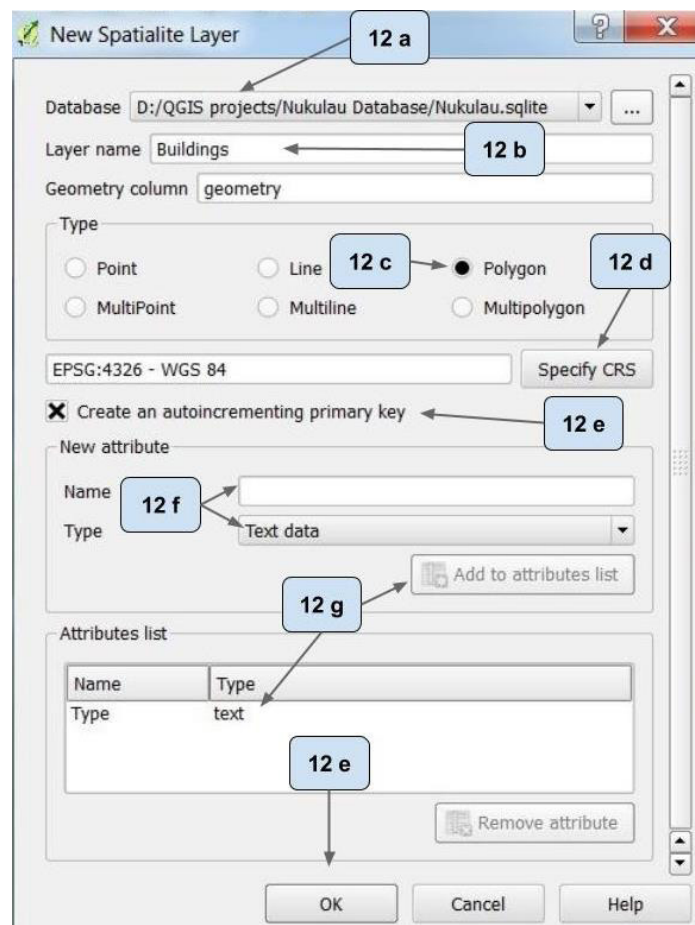 New Spatialite Layer
12 a
Database D:/QGIS projects/Nukulau Database/Nukulau.sqlite ...
Layer name Buildings
12 b
Geometry column geometry
Type
Point Line 12 c Polygon 12 d
MultiPoint Multiline Multipolygon
EPSG:4326 - WGS 84 Specify CRS
Create an autoincrementing primary key
12 e
New attribute
Name
12 f
Type Text data
Add to attributes list
12 g
Attributes list
Name Type
Type text
12 e
Remove attribute
OK Cancel Help